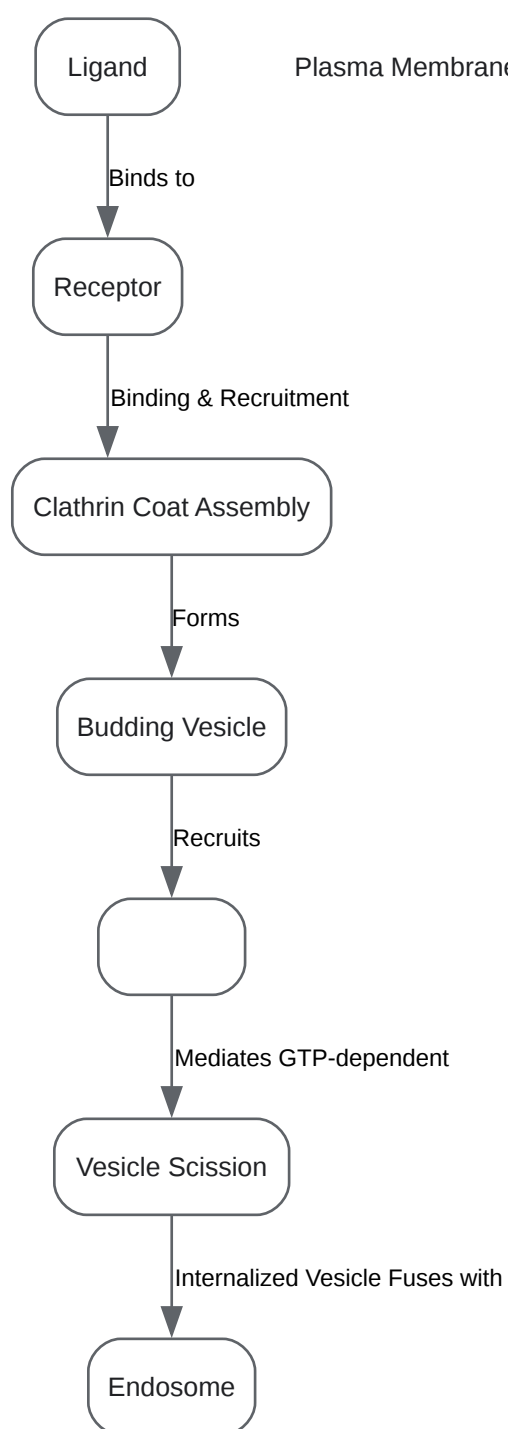 Ligand
Plasma Membrane
Binds to
Receptor
Binding & Recruitment
Clathrin Coat Assembly
Forms
Budding Vesicle
Recruits
Mediates GTP-dependent
Vesicle Scission
Internalized Vesicle Fuses with
Endosome